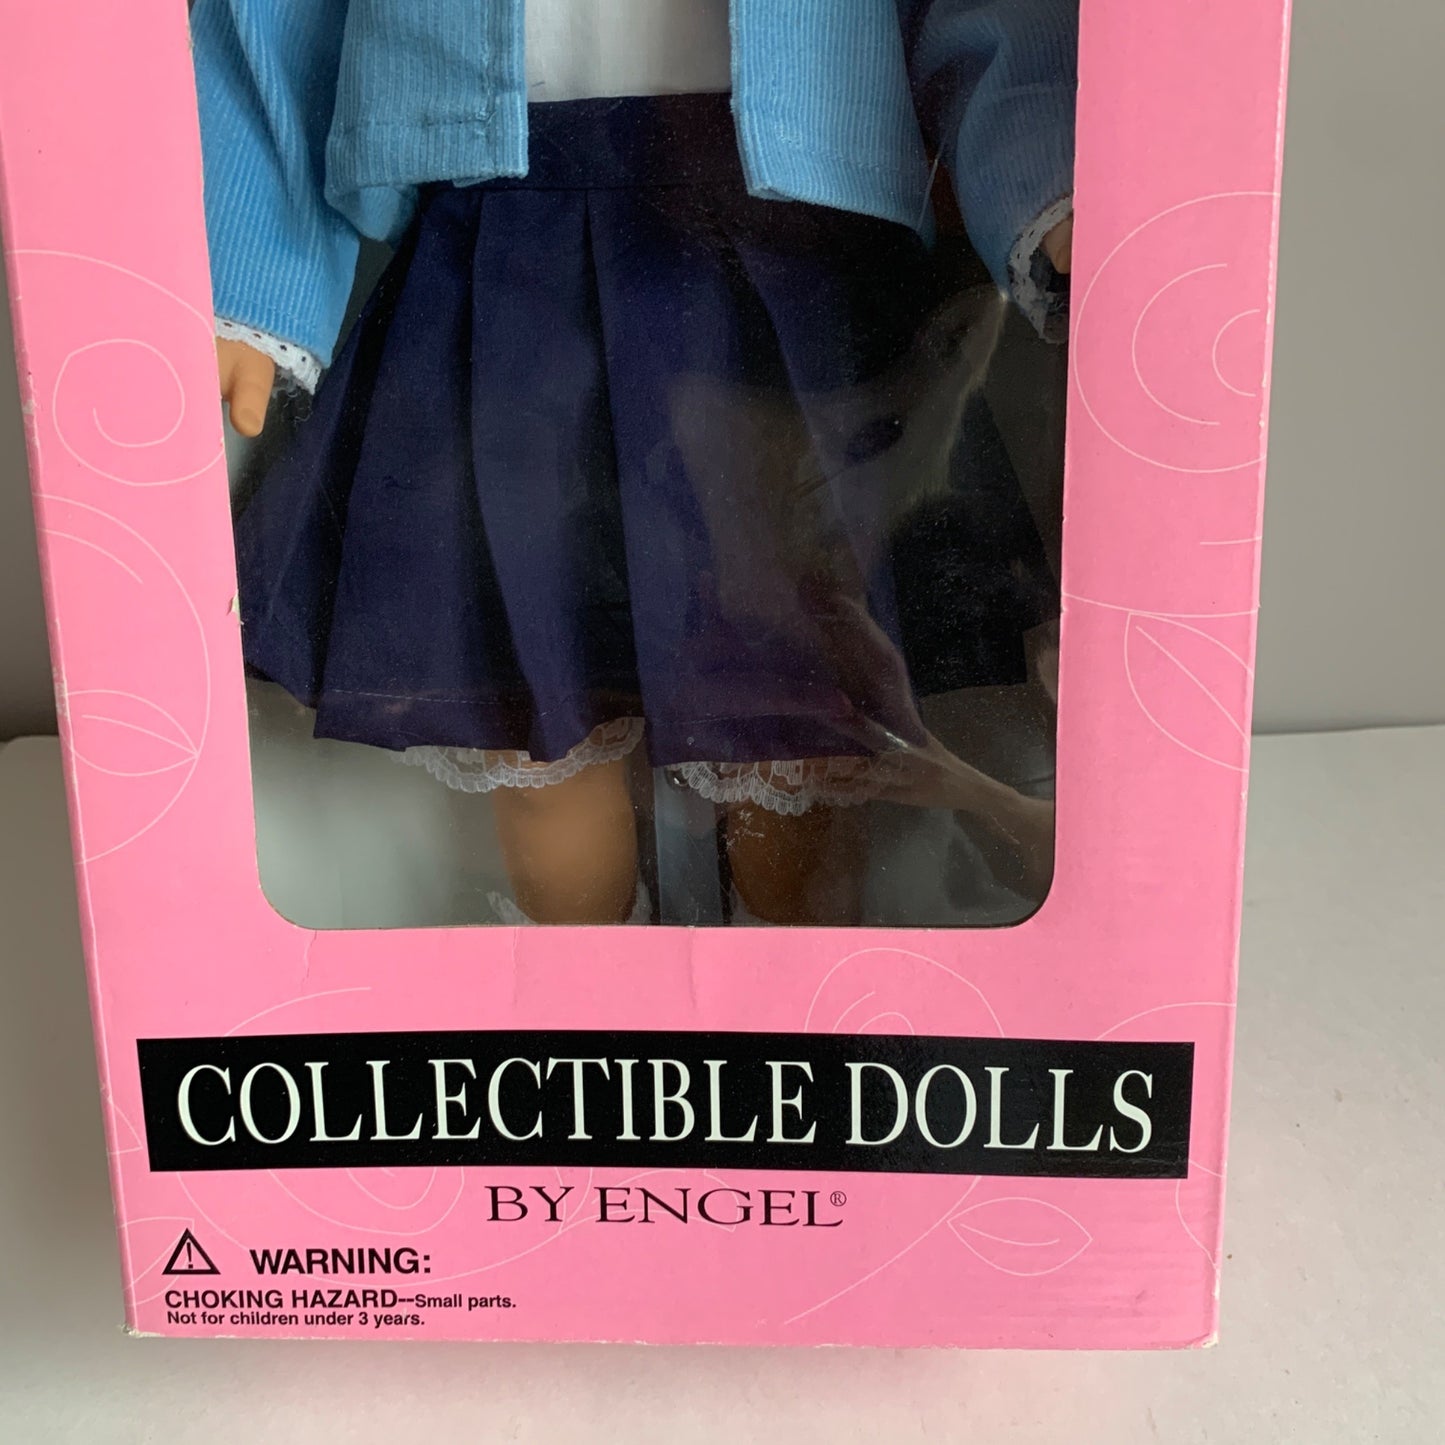 COLLECTIBLE DOLLS
BY ENGEL®
WARNING:
CHOKING HAZARD--Small parts.
Not for children under 3 years.